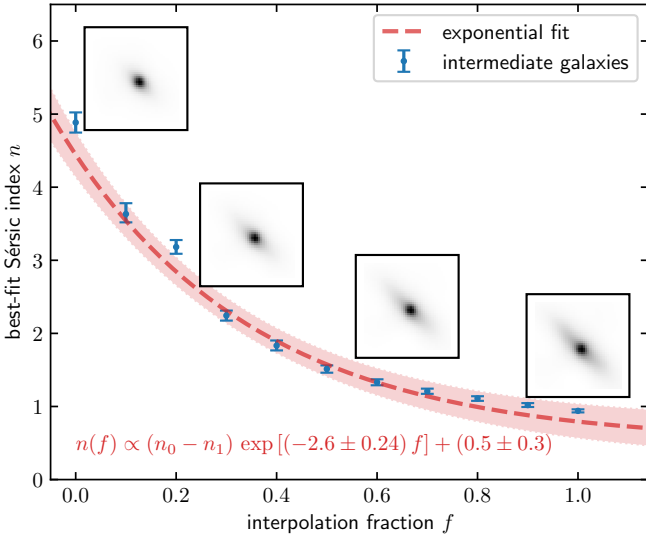 exponential fit
intermediate galaxies
best-fit Sérsic index n
6
5
4
3
2
1
0
n(f) ∝ (n₀ − n₁) exp [(−2.6 ± 0.24) f] + (0.5 ± 0.3)
0.0 0.2 0.4 0.6 0.8 1.0
interpolation fraction f